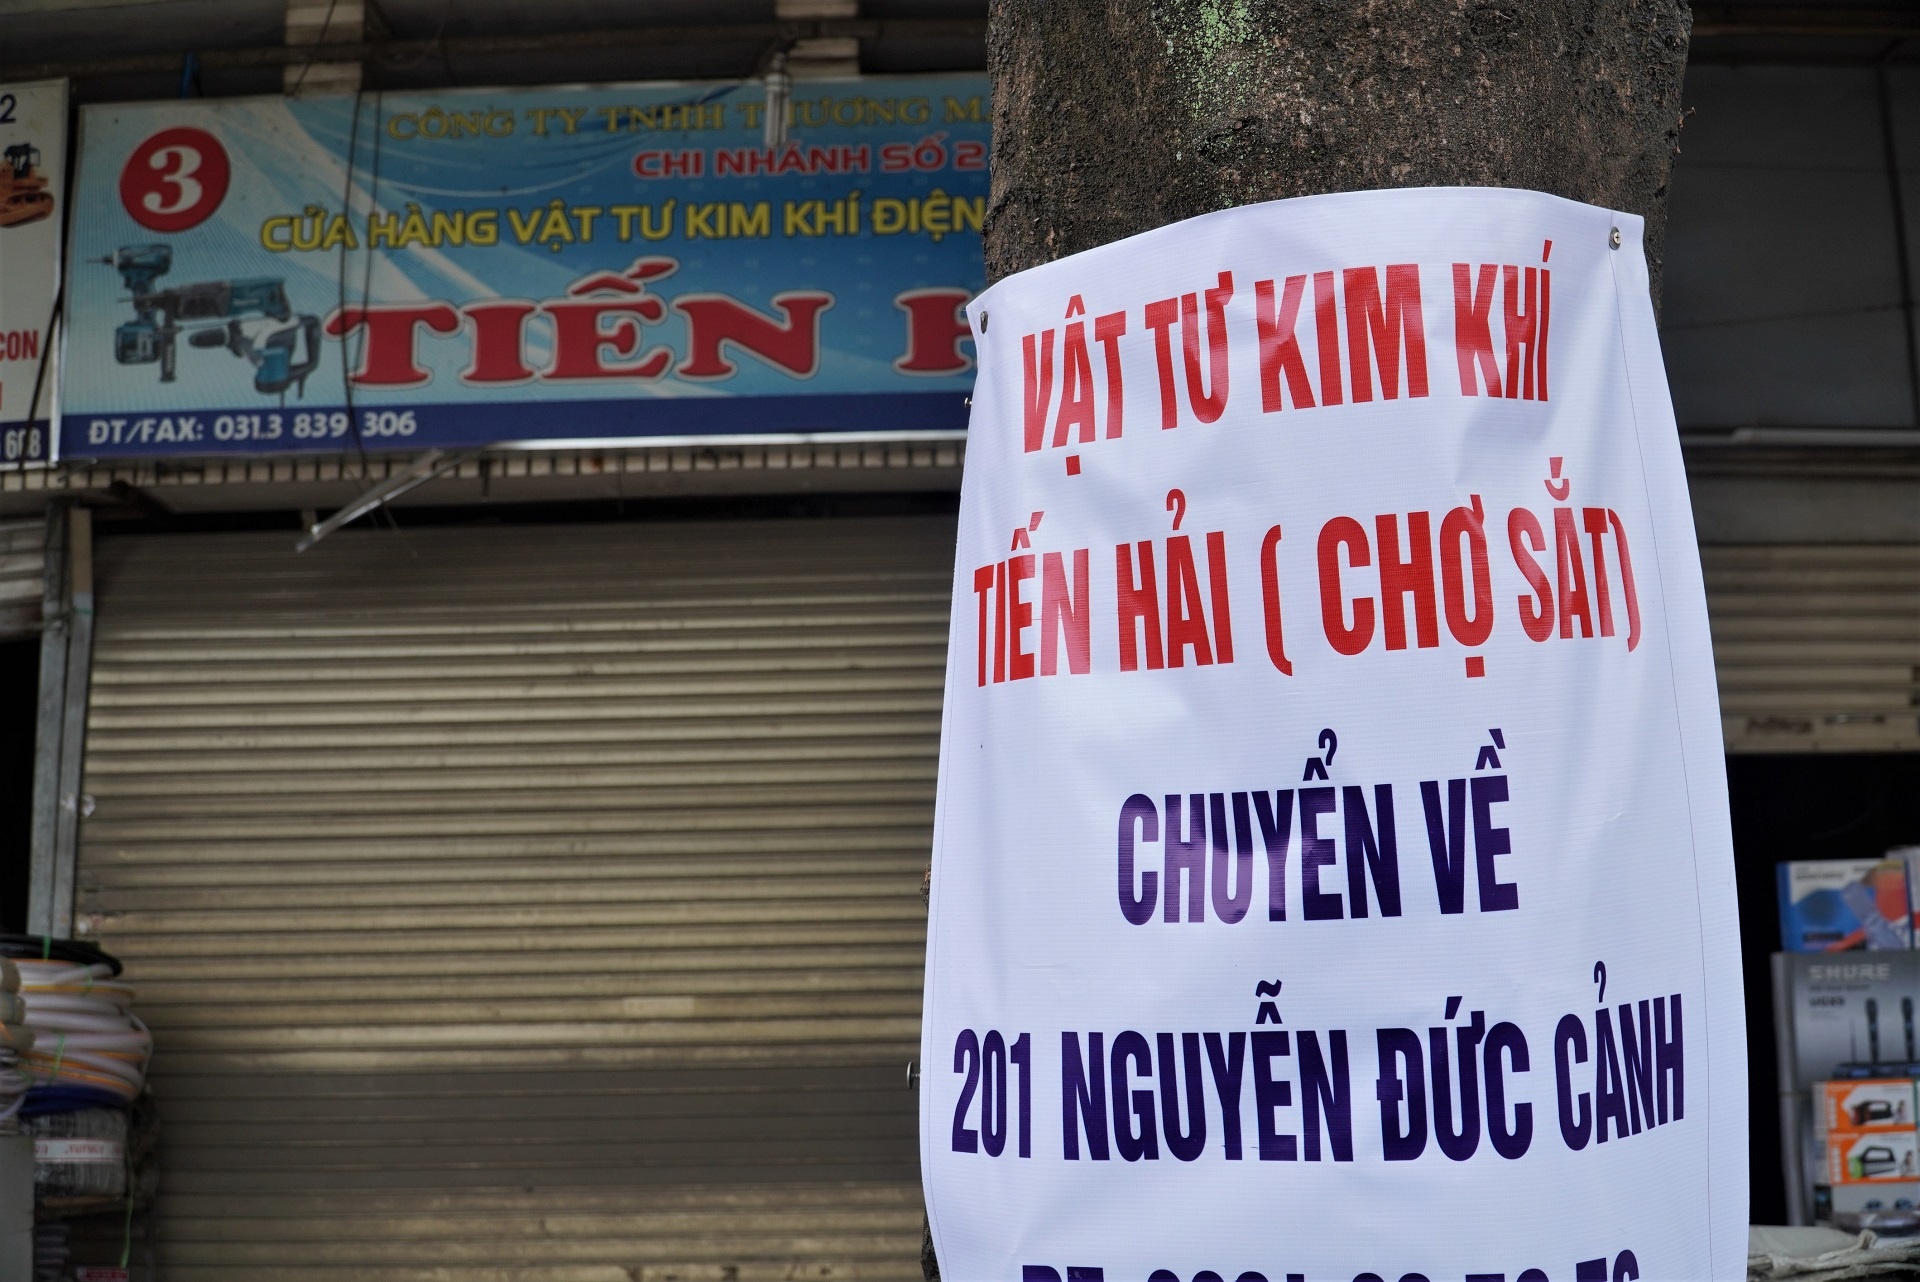 2
CON
608
3
CÔNG TY TNHH THƯƠNG M
CHI NHÁNH SỐ 2
CỬA HÀNG VẬT TƯ KIM KHÍ ĐIỆN
TIẾN H
ĐT/FAX: 031.3 839 306
VẬT TƯ KIM KHÍ
TIẾN HẢI ( CHỢ SẮT)
CHUYỂN VỀ
201 NGUYỄN ĐỨC CẢNH
SHURE